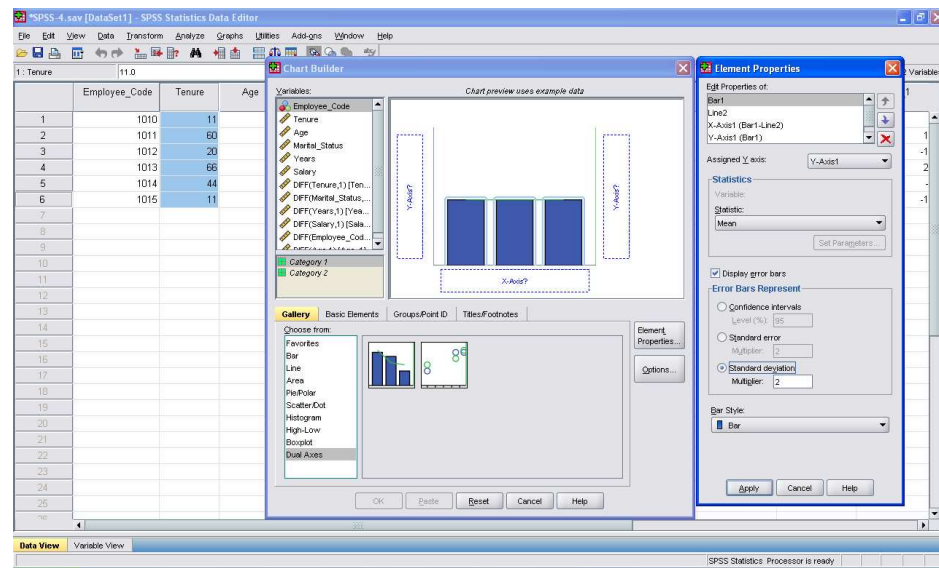 *SPSS-4.sav [DataSet1] - SPSS Statistics Data Editor
File Edit View Data Transform Analyze Graphs Utilities Add-ons Window Help
1 : Tenure 11.0
Variable
Employee_Code Tenure Age
1 1010 11
2 1011 60
3 1012 20
4 1013 66
5 1014 44
6 1015 11
7
8
9
10
11
12
13
14
15
16
17
18
19
20
21
22
23
24
25
Data View Variable View
SPSS Statistics Processor is ready
Chart Builder
Variables:
Employee_Code
Tenure
Age
Marital_Status
Years
Salary
DIFF(Tenure,1) [Ten...
DIFF(Marital_Status,...
DIFF(Years,1) [Yea...
DIFF(Salary,1) [Sala...
DIFF(Employee_Cod...
Category 1
Category 2
Chart preview uses example data
Y-Axis?
Y-Axis?
X-Axis?
Gallery Basic Elements Groups/Point ID Titles/Footnotes
Choose from:
Favorites
Bar
Line
Area
Pie/Polar
Scatter/Dot
Histogram
High-Low
Boxplot
Dual Axes
Element Properties...
Options...
OK Paste Reset Cancel Help
Element Properties
Edit Properties of:
Bar1
Line2
X-Axis1 (Bar1-Line2)
Y-Axis1 (Bar1)
Assigned Y axis: Y-Axis1
Statistics
Variable:
Statistic:
Mean
Set Parameters...
Display error bars
Error Bars Represent
Confidence intervals
Level (%): 95
Standard error
Multiplier: 2
Standard deviation
Multiplier: 2
Bar Style:
Bar
Apply Cancel Help